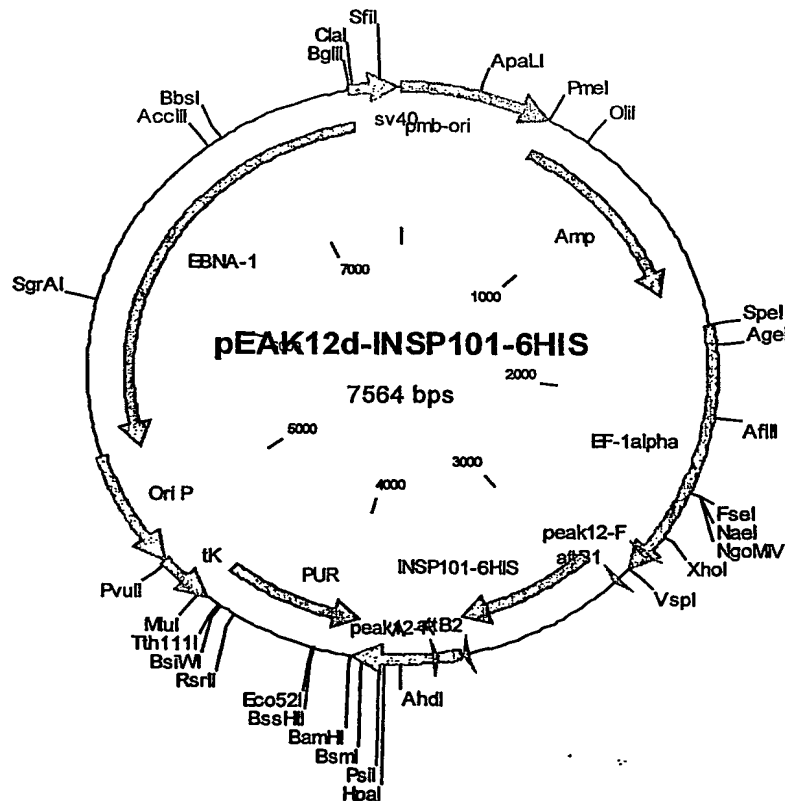 SfiI
ClaI
BglII
BbsI
AccIII
ApaLI
PmeI
OliI
sv40
pmb-ori
Amp
EBNA-1
7000
1000
SgrAI
SpeI
AgeI
pEAK12d-INSP101-6HIS
7564 bps
2000
AflII
EF-1alpha
5000
4000
3000
FseI
NaeI
NgoMIV
XhoI
VspI
Ori P
tK
PUR
INSP101-6HIS
peak12-F
attB1
PvuII
MluI
Tth111I
BsiWI
RsrII
attB2
Eco52I
BssHII
BamHI
BsmI
PsiI
HpaI
AhdI